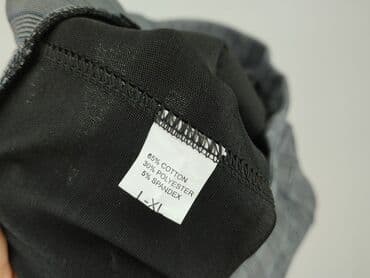 65% COTTON
30% POLYESTER
5% SPANDEX
L-XL